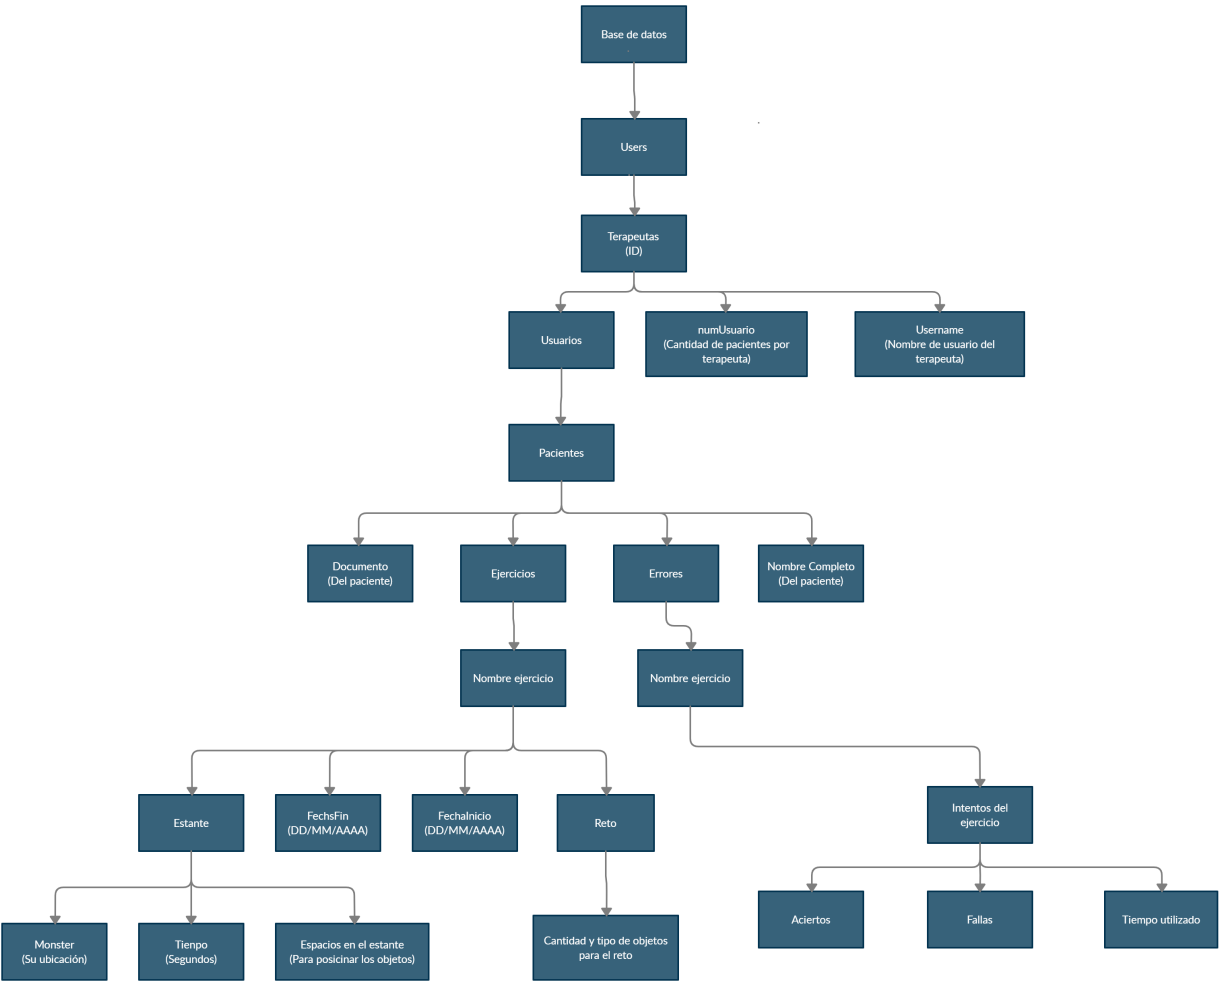 Base de datos
Users
Terapeutas
(ID)
Usuarios
numUsuario
(Cantidad de pacientes por
terapeuta)
Username
(Nombre de usuario del
terapeuta)
Pacientes
Documento
(Del paciente)
Ejercicios
Errores
Nombre Completo
(Del paciente)
Nombre ejercicio
Nombre ejercicio
Estante
FechsFin
(DD/MM/AAAA)
FechaInicio
(DD/MM/AAAA)
Reto
Intentos del
ejercicio
Monster
(Su ubicación)
Tienpo
(Segundos)
Espacios en el estante
(Para posicinar los objetos)
Cantidad y tipo de objetos
para el reto
Aciertos
Fallas
Tiempo utilizado